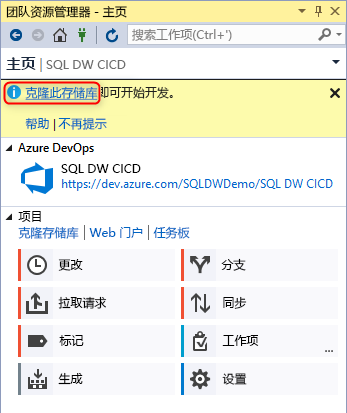 团队资源管理器 - 主页
搜索工作项(Ctrl+')
主页 | SQL DW CICD
克隆此存储库即可开始开发。
帮助 | 不再提示
Azure DevOps
SQL DW CICD
https://dev.azure.com/SQLDWDemo/SQL DW CICD
项目
克隆存储库 | Web 门户 | 任务板
更改 分支
拉取请求 同步
标记 工作项 ...
生成 设置